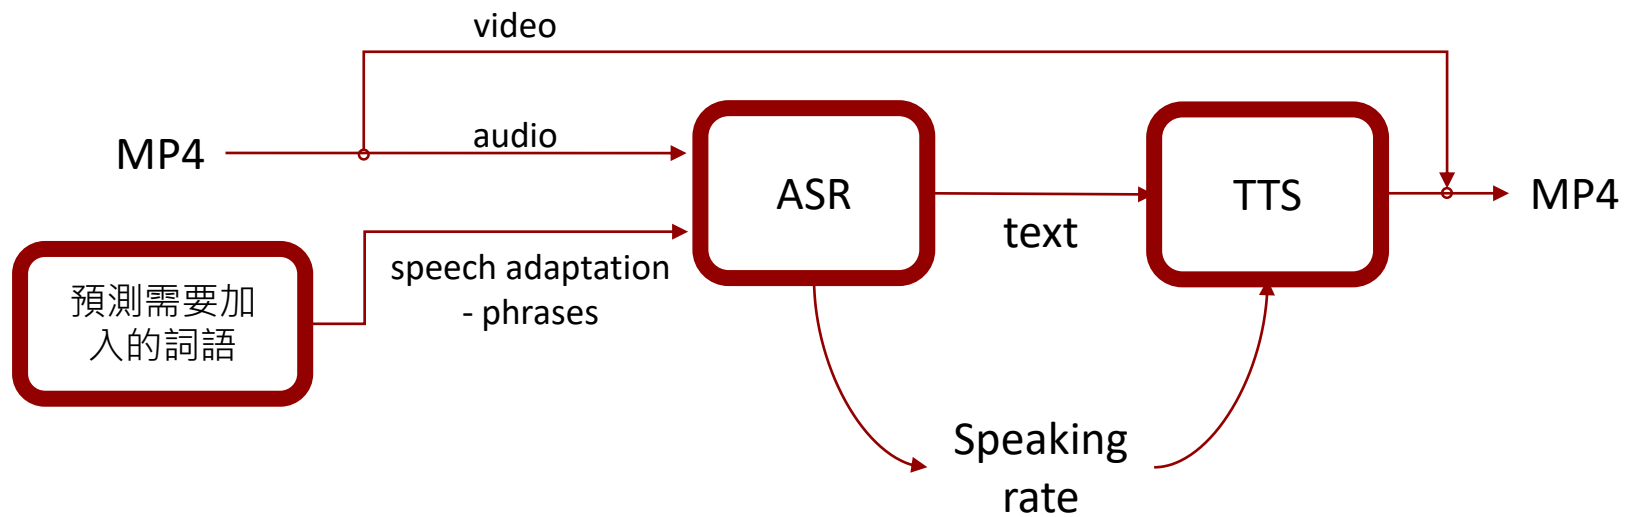 video
MP4
audio
ASR
text
TTS
MP4
預測需要加
入的詞語
speech adaptation
- phrases
Speaking
rate